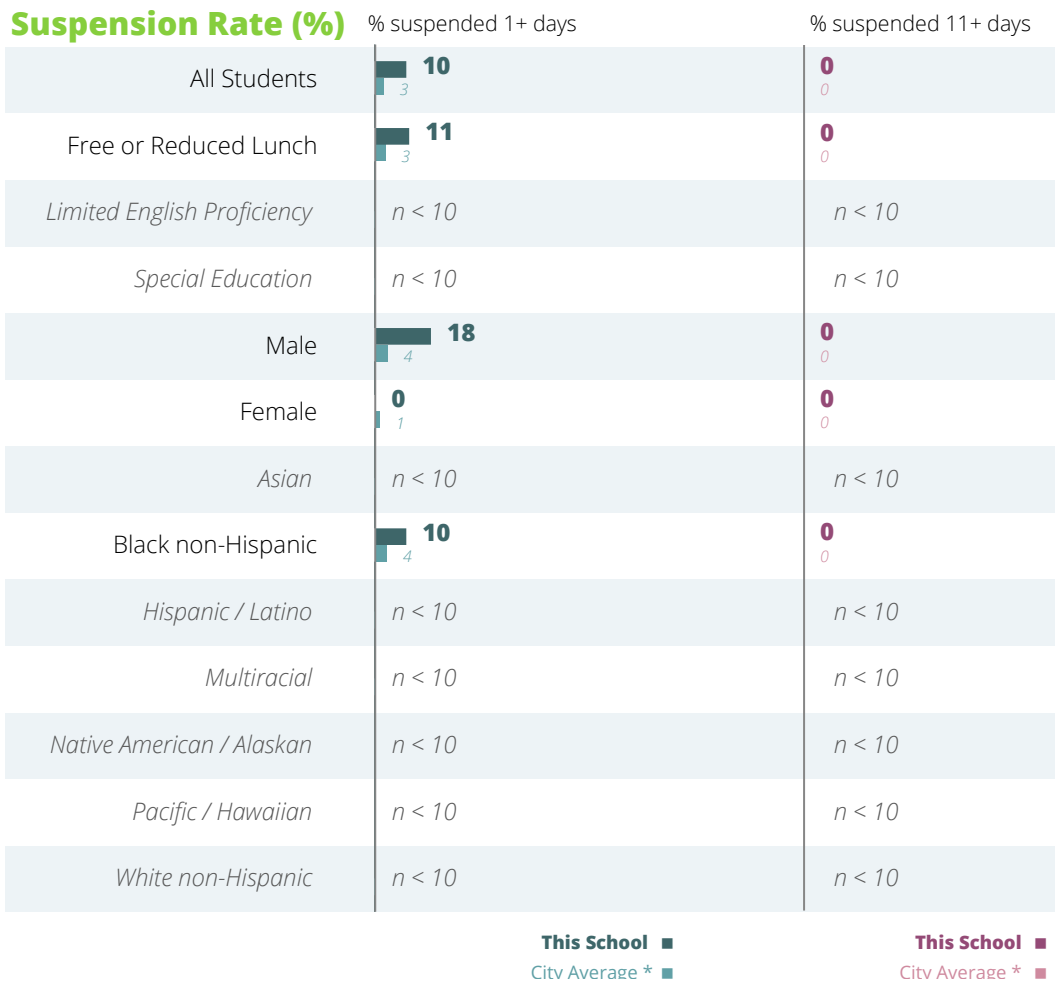 Suspension Rate (%) % suspended 1+ days % suspended 11+ days
All Students 10 0
3 0
Free or Reduced Lunch 11 0
3 0
Limited English Proficiency n < 10 n < 10
Special Education n < 10 n < 10
Male 18 0
4 0
Female 0 0
1 0
Asian n < 10 n < 10
Black non-Hispanic 10 0
4 0
Hispanic / Latino n < 10 n < 10
Multiracial n < 10 n < 10
Native American / Alaskan n < 10 n < 10
Pacific / Hawaiian n < 10 n < 10
White non-Hispanic n < 10 n < 10
This School This School
City Average * City Average *